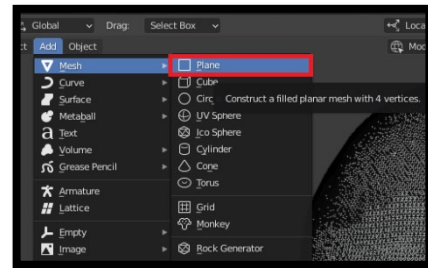 Global Drag: Select Box Loca
ct Add Object Moc
Mesh Plane
Curve Cube
Surface Circ Construct a filled planar mesh with 4 vertices.
Metaball UV Sphere
Text Ico Sphere
Volume Cylinder
Grease Pencil Cone
Torus
Armature
Lattice Grid
Monkey
Empty
Image Rock Generator